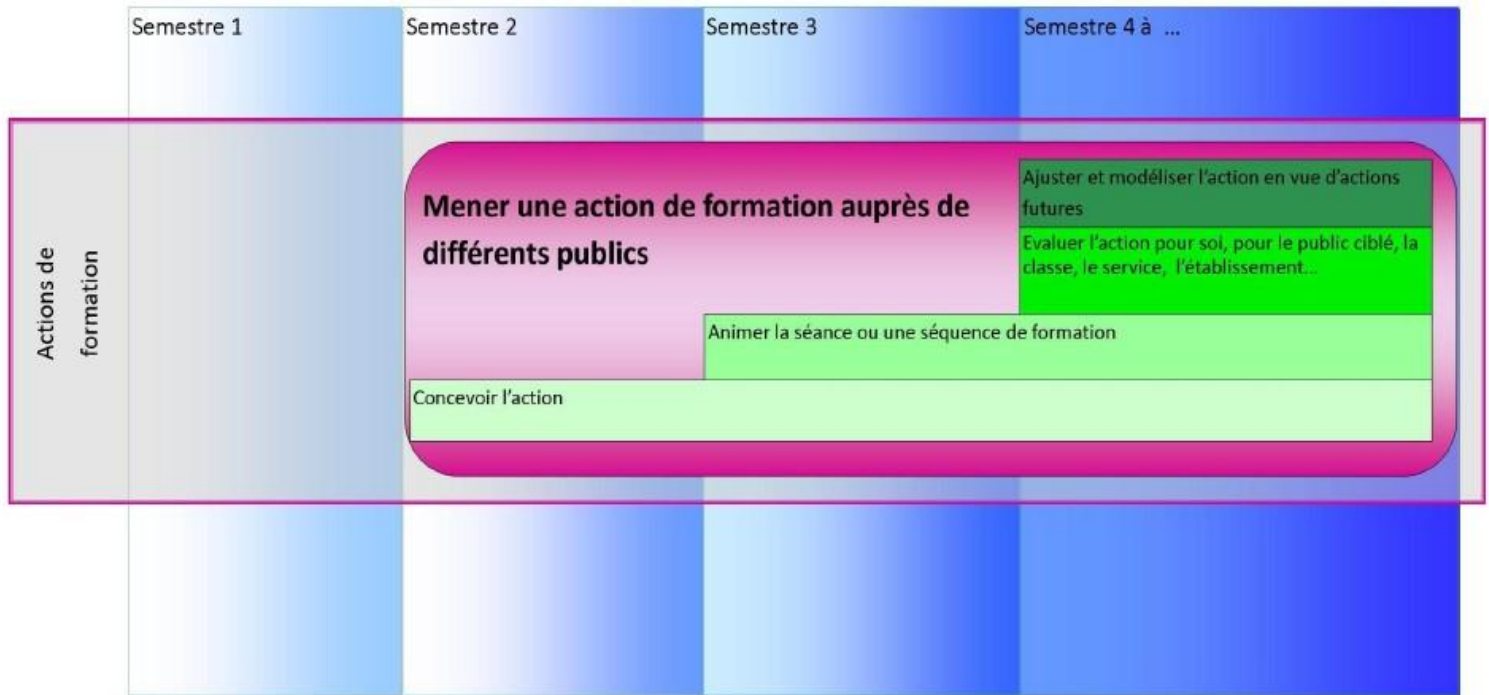 Semestre 1
Semestre 2
Semestre 3
Semestre 4 à ...
Actions de
formation
Mener une action de formation auprès de
différents publics
Ajuster et modéliser l'action en vue d'actions
futures
Evaluer l'action pour soi, pour le public ciblé, la
classe, le service, l'établissement...
Animer la séance ou une séquence de formation
Concevoir l'action